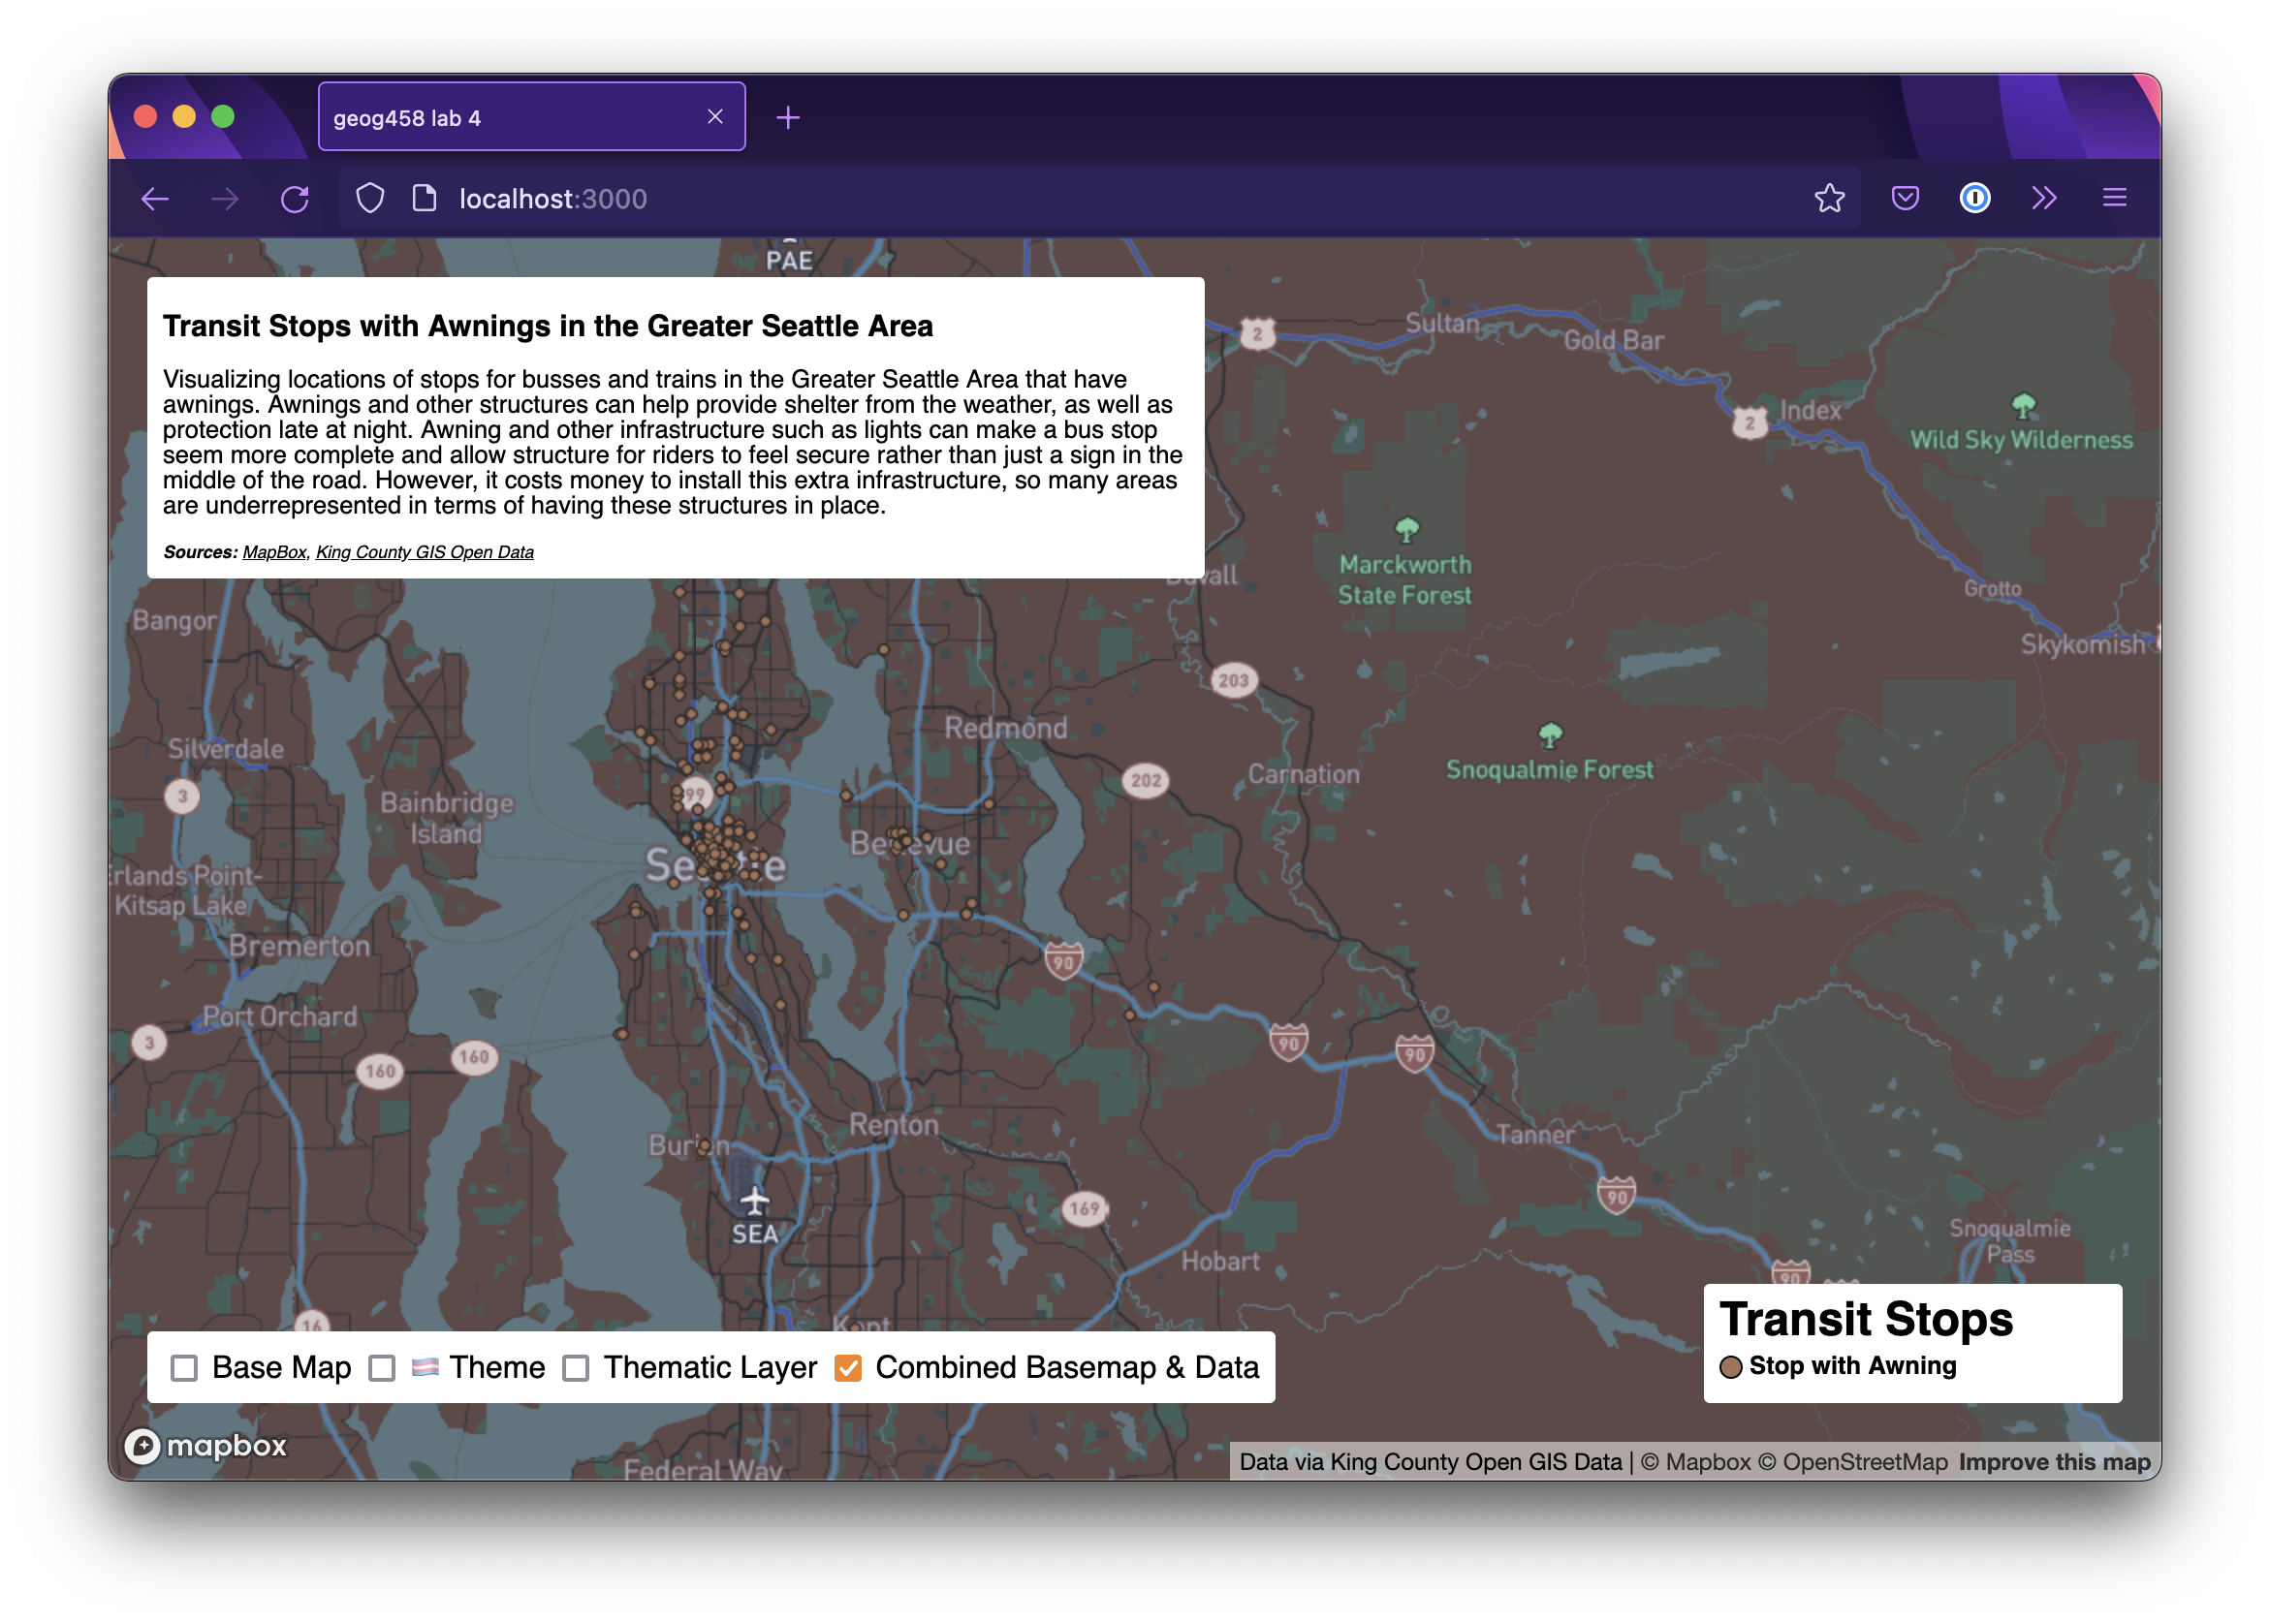 geog458 lab 4
localhost:3000
PAE
Transit Stops with Awnings in the Greater Seattle Area
Visualizing locations of stops for busses and trains in the Greater Seattle Area that have
awnings. Awnings and other structures can help provide shelter from the weather, as well as
protection late at night. Awning and other infrastructure such as lights can make a bus stop
seem more complete and allow structure for riders to feel secure rather than just a sign in the
middle of the road. However, it costs money to install this extra infrastructure, so many areas
are underrepresented in terms of having these structures in place.
Sources: MapBox, King County GIS Open Data
2
Sultan
Gold Bar
2
Index
Wild Sky Wilderness
Marckworth
State Forest
Grotto
Skykomish
Bangor
203
Redmond
Silverdale
3
202
Carnation
Snoqualmie Forest
99
Bainbridge
Island
Seattle
Bellevue
Erlands Point-
Kitsap Lake
Bremerton
90
Port Orchard
3
160
160
90
90
Burien
Renton
Tanner
90
SEA
169
Hobart
Snoqualmie
Pass
90
16
Kent
Transit Stops
Stop with Awning
Base Map
Theme
Thematic Layer
Combined Basemap & Data
mapbox
Federal Way
Data via King County Open GIS Data | © Mapbox © OpenStreetMap Improve this map